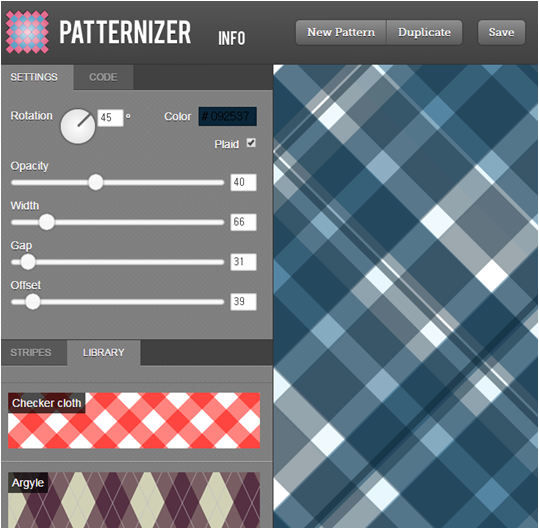 PATTERNIZER
INFO
New Pattern
Duplicate
Save
SETTINGS
CODE
Rotation
45 °
Color
# 092537
Plaid
Opacity
40
Width
66
Gap
31
Offset
39
STRIPES
LIBRARY
Checker cloth
Argyle